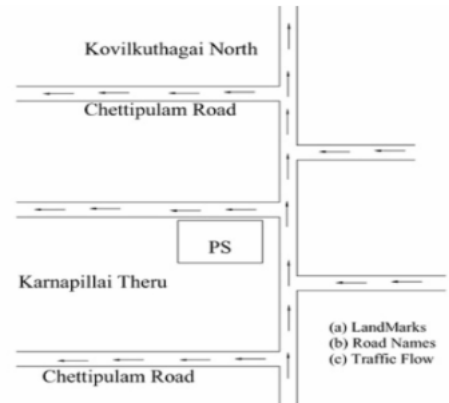 Kovilkuthagai North
Chettipulam Road
PS
Karnapillai Theru
(a) LandMarks
(b) Road Names
(c) Traffic Flow
Chettipulam Road